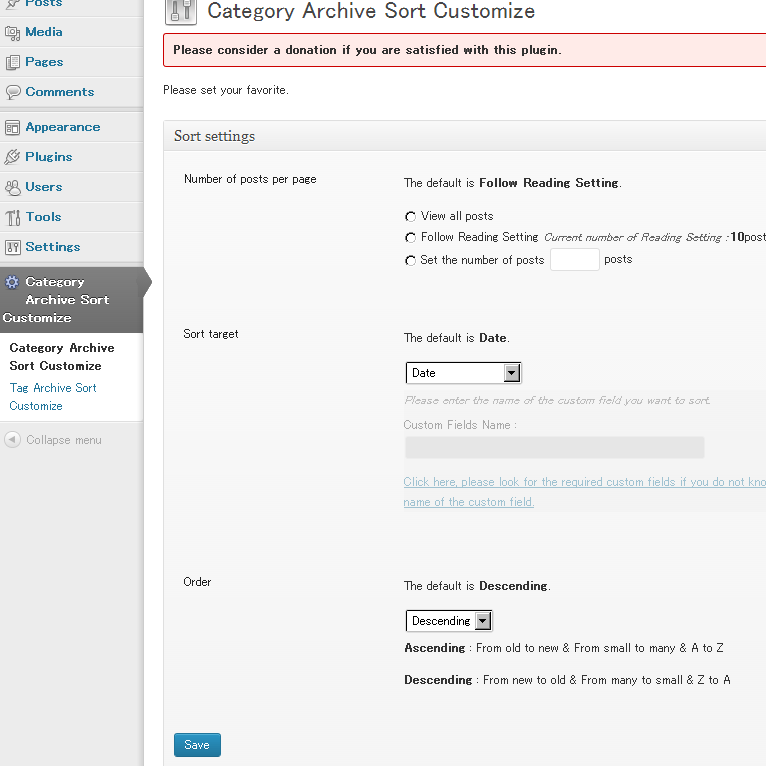 Posts
Media
Pages
Comments
Appearance
Plugins
Users
Tools
Settings
Category
Archive Sort
Customize
Category Archive
Sort Customize
Tag Archive Sort
Customize
Collapse menu
Category Archive Sort Customize
Please consider a donation if you are satisfied with this plugin.
Please set your favorite.
Sort settings
Number of posts per page
The default is Follow Reading Setting.
View all posts
Follow Reading Setting Current number of Reading Setting :10post
Set the number of posts posts
Sort target
The default is Date.
Date
Please enter the name of the custom field you want to sort.
Custom Fields Name :
Click here, please look for the required custom fields if you do not kno
name of the custom field.
Order
The default is Descending.
Descending
Ascending : From old to new & From small to many & A to Z
Descending : From new to old & From many to small & Z to A
Save